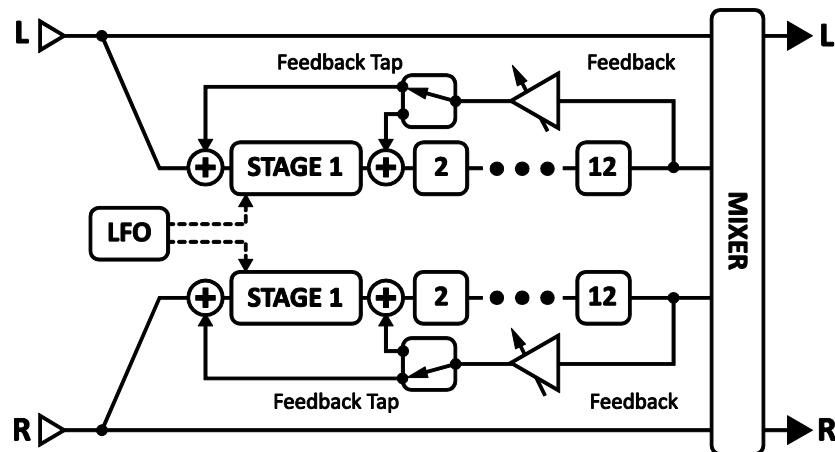 L
L
Feedback Tap
Feedback
+
STAGE 1
+
2
12
LFO
MIXER
+
STAGE 1
+
2
12
Feedback Tap
Feedback
R
R